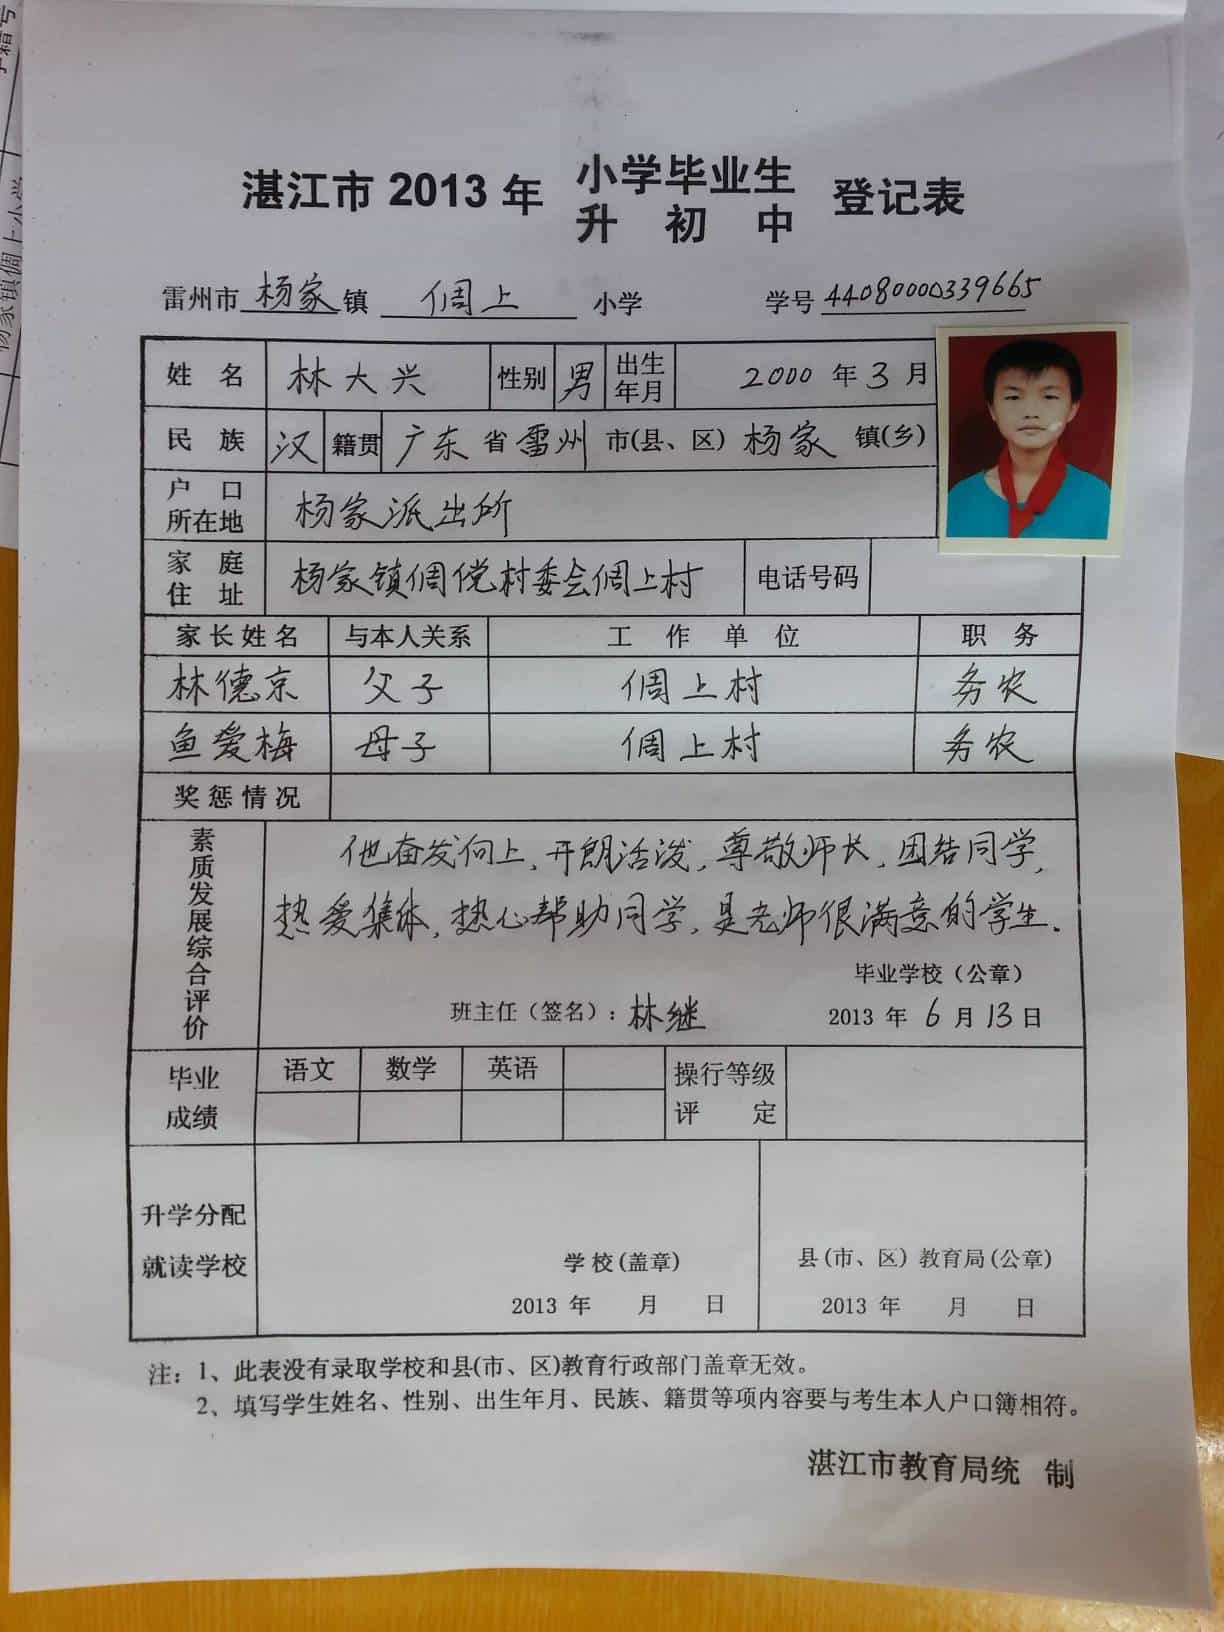 湛江市 2013 年 小学毕业生 登记表
升 初 中
雷州市 杨家 镇 倜上 小学 学号 44080000339665
姓 名 林大兴 性别 男 出生年月 2000 年 3 月
民 族 汉 籍贯 广东 省 雷州 市(县、区) 杨家 镇(乡)
户 口 所在地 杨家派出所
家 庭 住 址 杨家镇倜傥村委会倜上村 电话号码
家长姓名 与本人关系 工 作 单 位 职 务
林德京 父子 倜上村 务农
鱼爱梅 母子 倜上村 务农
奖惩情况
素质发展综合评价
他奋发向上,开朗活泼,尊敬师长,团结同学,
热爱集体,热心帮助同学,是老师很满意的学生.
毕业学校(公章)
班主任(签名): 林继 2013 年 6 月 13 日
毕业成绩 语文 数学 英语 操行等级评 定
升学分配
就读学校
学校(盖章) 县(市、区)教育局(公章)
2013 年 月 日 2013 年 月 日
注: 1、此表没有录取学校和县(市、区)教育行政部门盖章无效。
2、填写学生姓名、性别、出生年月、民族、籍贯等项内容要与考生本人户口簿相符。
湛江市教育局统 制